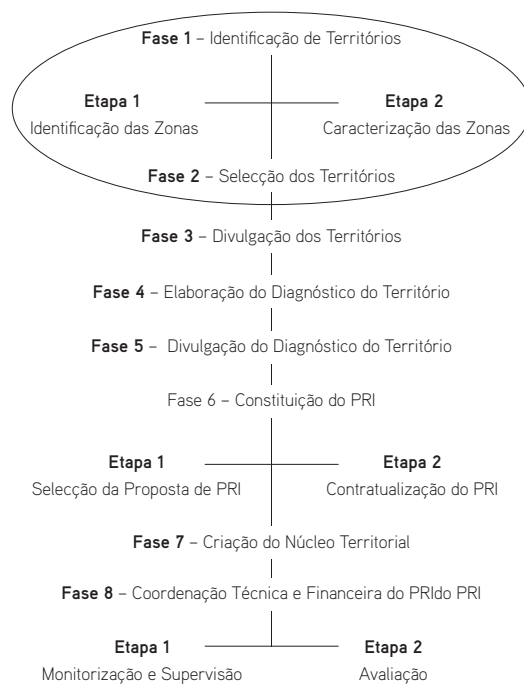 Fase 1 – Identificação de Territórios
Etapa 1
Identificação das Zonas
Etapa 2
Caracterização das Zonas
Fase 2 – Selecção dos Territórios
Fase 3 – Divulgação dos Territórios
Fase 4 – Elaboração do Diagnóstico do Território
Fase 5 – Divulgação do Diagnóstico do Território
Fase 6 – Constituição do PRI
Etapa 1
Selecção da Proposta de PRI
Etapa 2
Contratualização do PRI
Fase 7 – Criação do Núcleo Territorial
Fase 8 – Coordenação Técnica e Financeira do PRIdo PRI
Etapa 1
Monitorização e Supervisão
Etapa 2
Avaliação